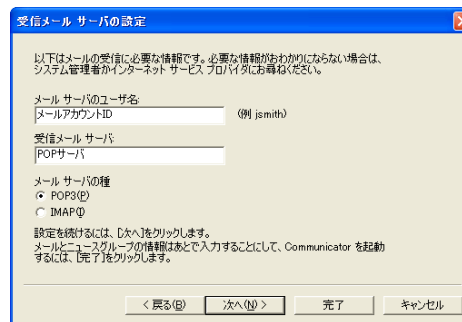 受信メール サーバの設定
以下はメールの受信に必要な情報です。必要な情報がおわかりにならない場合は、
システム管理者かインターネット サービス プロバイダにお尋ねください。
メール サーバのユーザ名:
メールアカウントID (例 jsmith)
受信メール サーバ:
POPサーバ
メール サーバの種
POP3(P)
IMAP(I)
設定を続けるには、[次へ]をクリックします。
メールとニュースグループの情報はあとで入力することにして、Communicator を起動
するには、[完了]をクリックします。
< 戻る(B) 次へ(N) > 完了 キャンセル